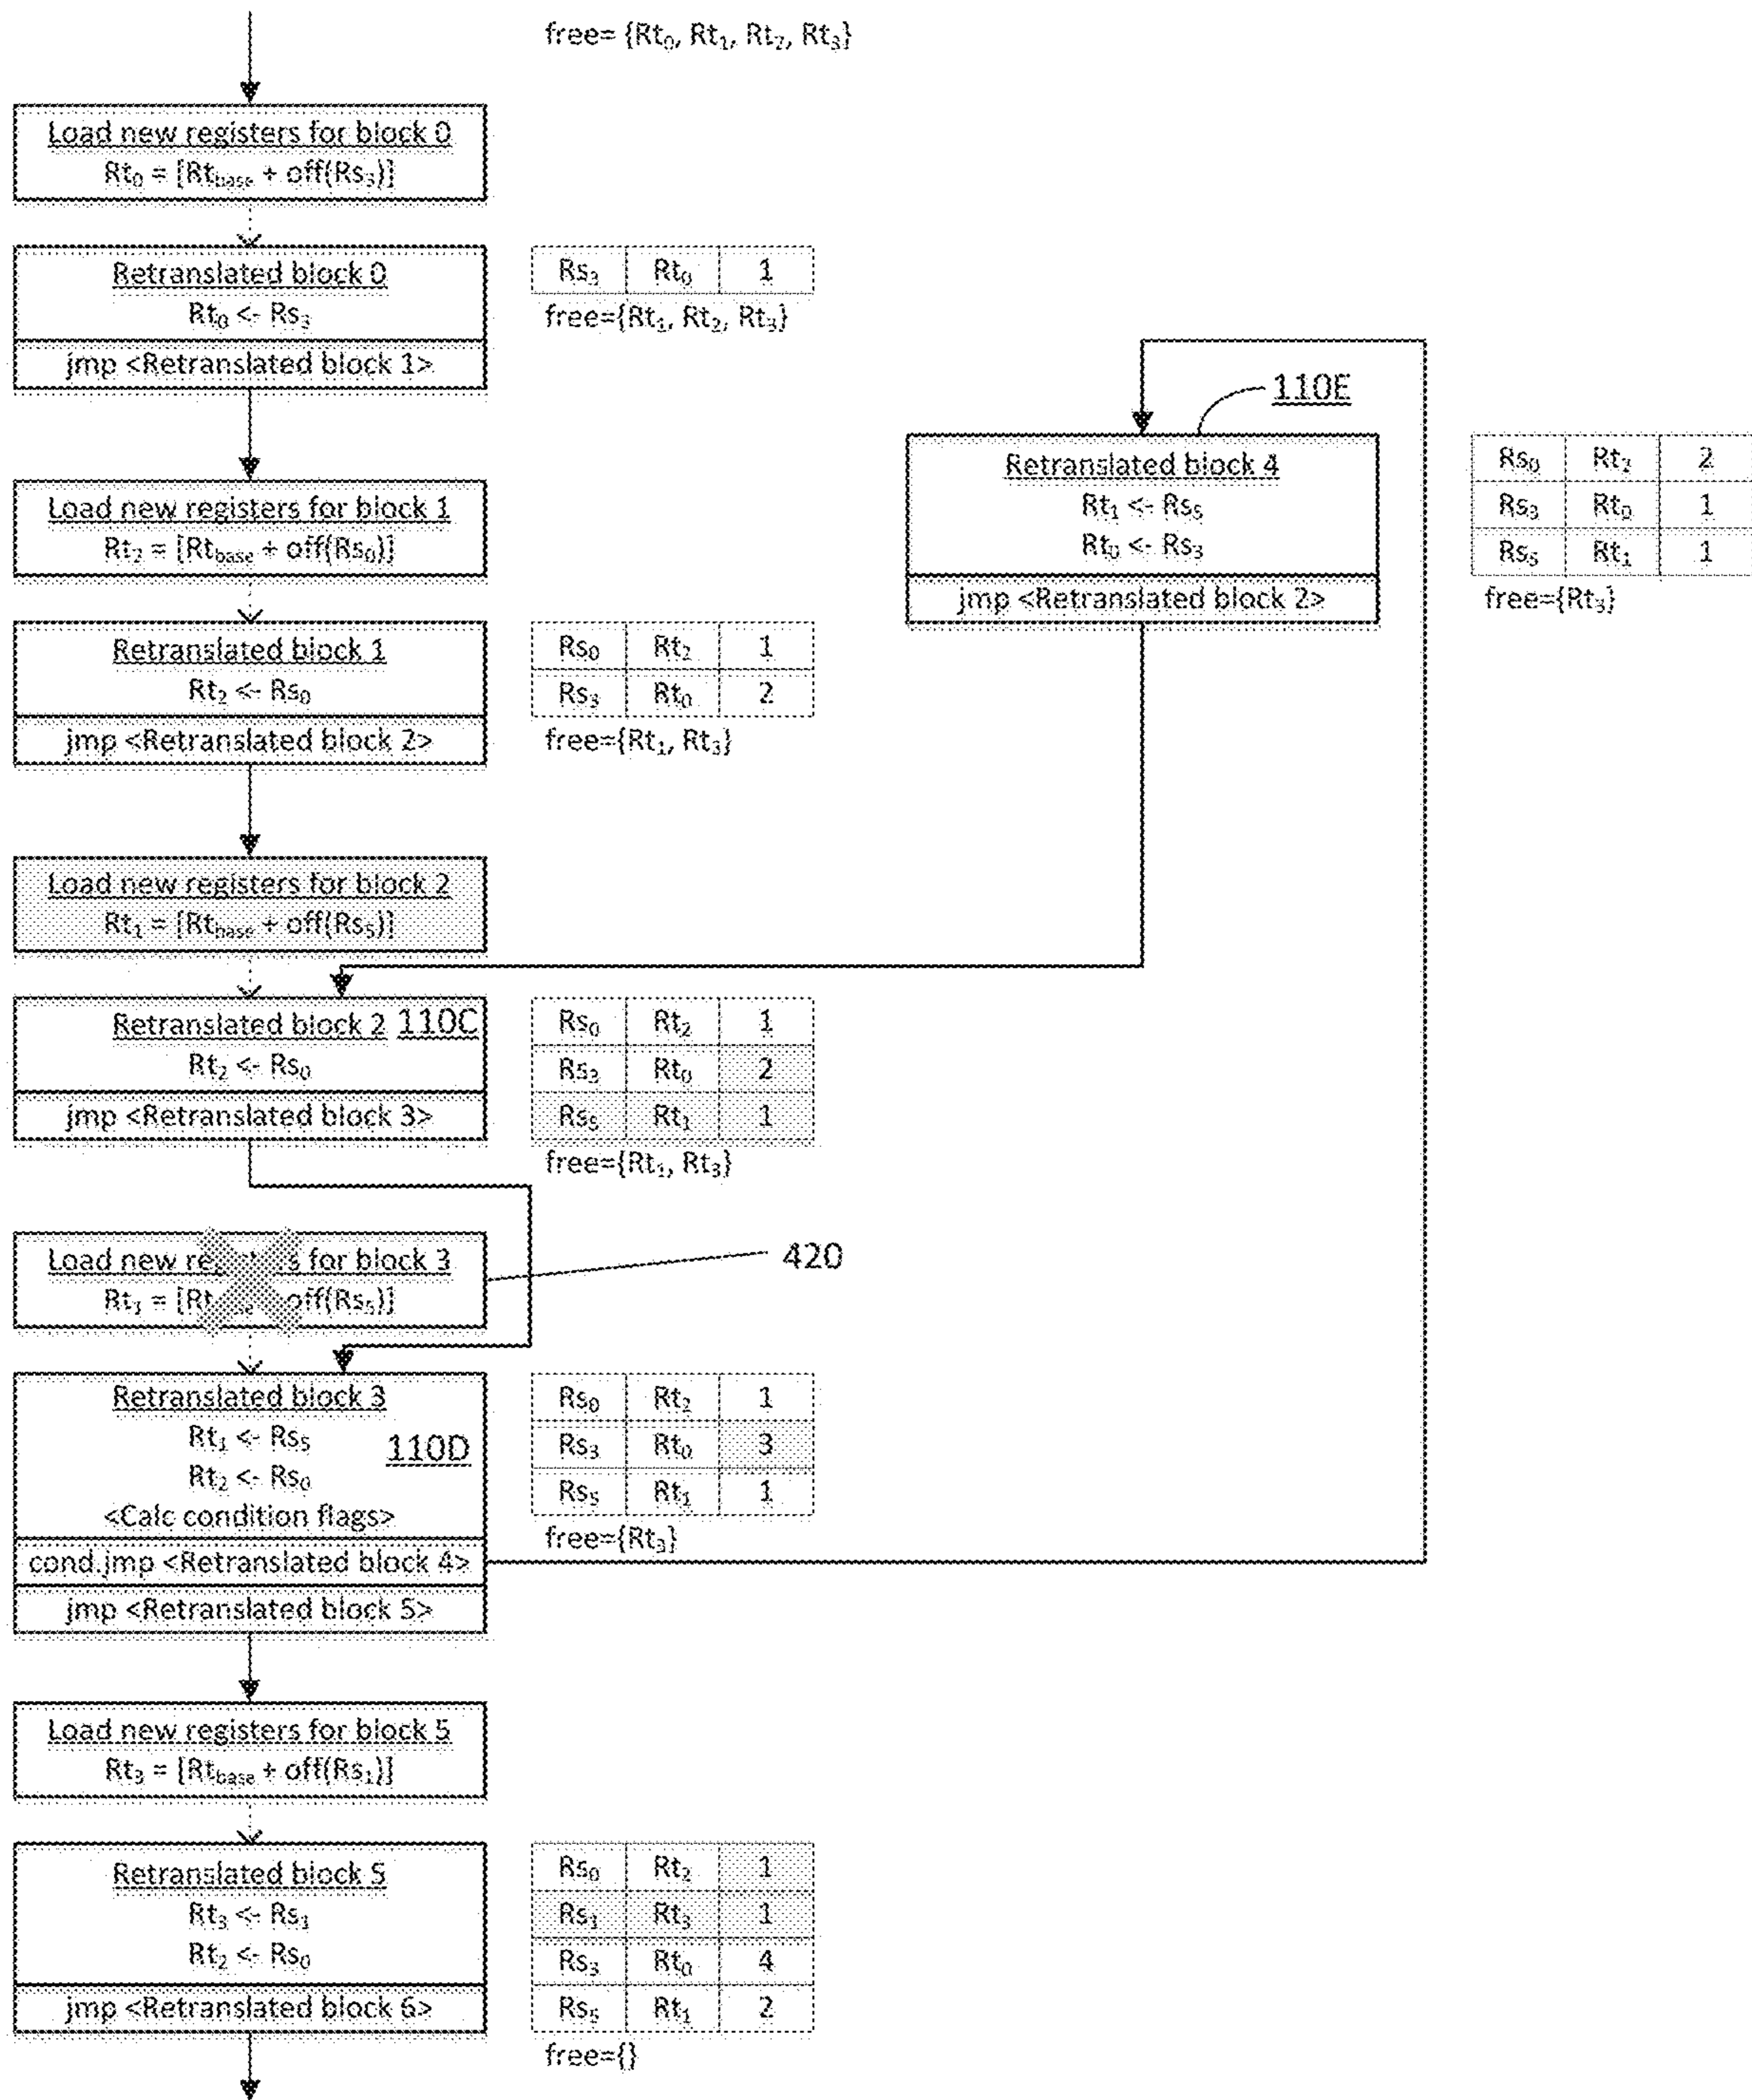 free= {Rt₀, Rt₁, Rt₂, Rt₃}
Load new registers for block 0
Rt₀ = [Rt_base + off(Rs₃)]
Retranslated block 0
Rt₀ <- Rs₃
jmp <Retranslated block 1>
Rs₃ Rt₀ 1
free={Rt₁, Rt₂, Rt₃}
110E
Retranslated block 4
Rt₁ <- Rs₅
Rt₀ <- Rs₃
jmp <Retranslated block 2>
Rs₀ Rt₂ 2
Rs₃ Rt₀ 1
Rs₅ Rt₁ 1
free={Rt₃}
Load new registers for block 1
Rt₂ = [Rt_base + off(Rs₀)]
Retranslated block 1
Rt₂ <- Rs₀
jmp <Retranslated block 2>
Rs₀ Rt₂ 1
Rs₃ Rt₀ 2
free={Rt₁, Rt₃}
Load new registers for block 2
Rt₁ = [Rt_base + off(Rs₅)]
Retranslated block 2 110C
Rt₂ <- Rs₀
jmp <Retranslated block 3>
Rs₀ Rt₂ 1
Rs₃ Rt₀ 2
Rs₅ Rt₁ 1
free={Rt₁, Rt₃}
Load new registers for block 3
Rt₁ = [Rt_base + off(Rs₅)]
420
Retranslated block 3
Rt₁ <- Rs₅
110D
Rt₂ <- Rs₀
<Calc condition flags>
cond.jmp <Retranslated block 4>
jmp <Retranslated block 5>
Rs₀ Rt₂ 1
Rs₃ Rt₀ 3
Rs₅ Rt₁ 1
free={Rt₃}
Load new registers for block 5
Rt₃ = [Rt_base + off(Rs₁)]
Retranslated block 5
Rt₃ <- Rs₁
Rt₂ <- Rs₀
jmp <Retranslated block 6>
Rs₀ Rt₂ 1
Rs₁ Rt₃ 1
Rs₃ Rt₀ 4
Rs₅ Rt₁ 2
free={}